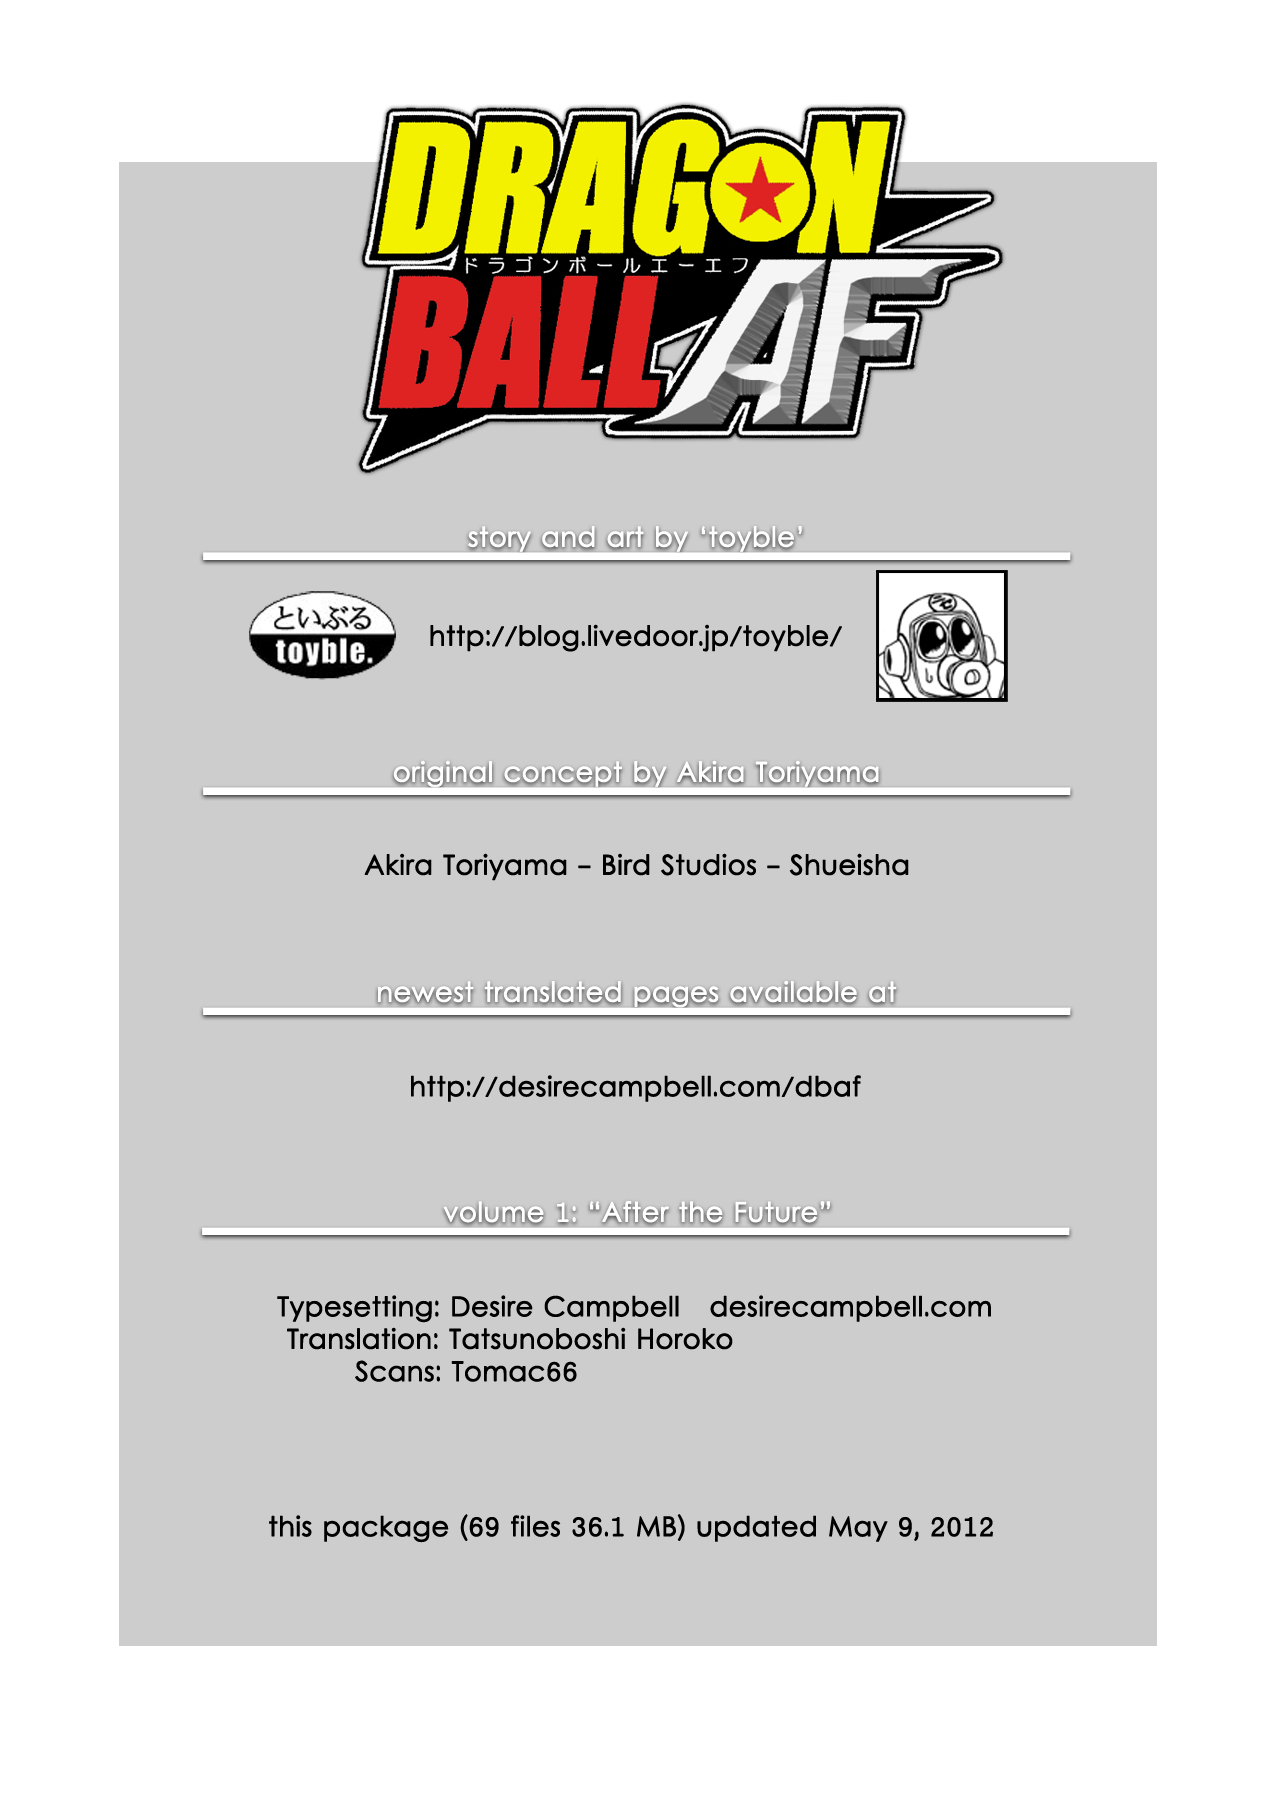 DRAGON
ドラゴンボールエーエフ
BALL AF
story and art by ‘toyble’
といぶる
toyble.
http://blog.livedoor.jp/toyble/
original concept by Akira Toriyama
Akira Toriyama – Bird Studios – Shueisha
newest translated pages available at
http://desirecampbell.com/dbaf
volume 1: “After the Future”
Typesetting: Desire Campbell desirecampbell.com
Translation: Tatsunoboshi Horoko
Scans: Tomac66
this package (69 files 36.1 MB) updated May 9, 2012